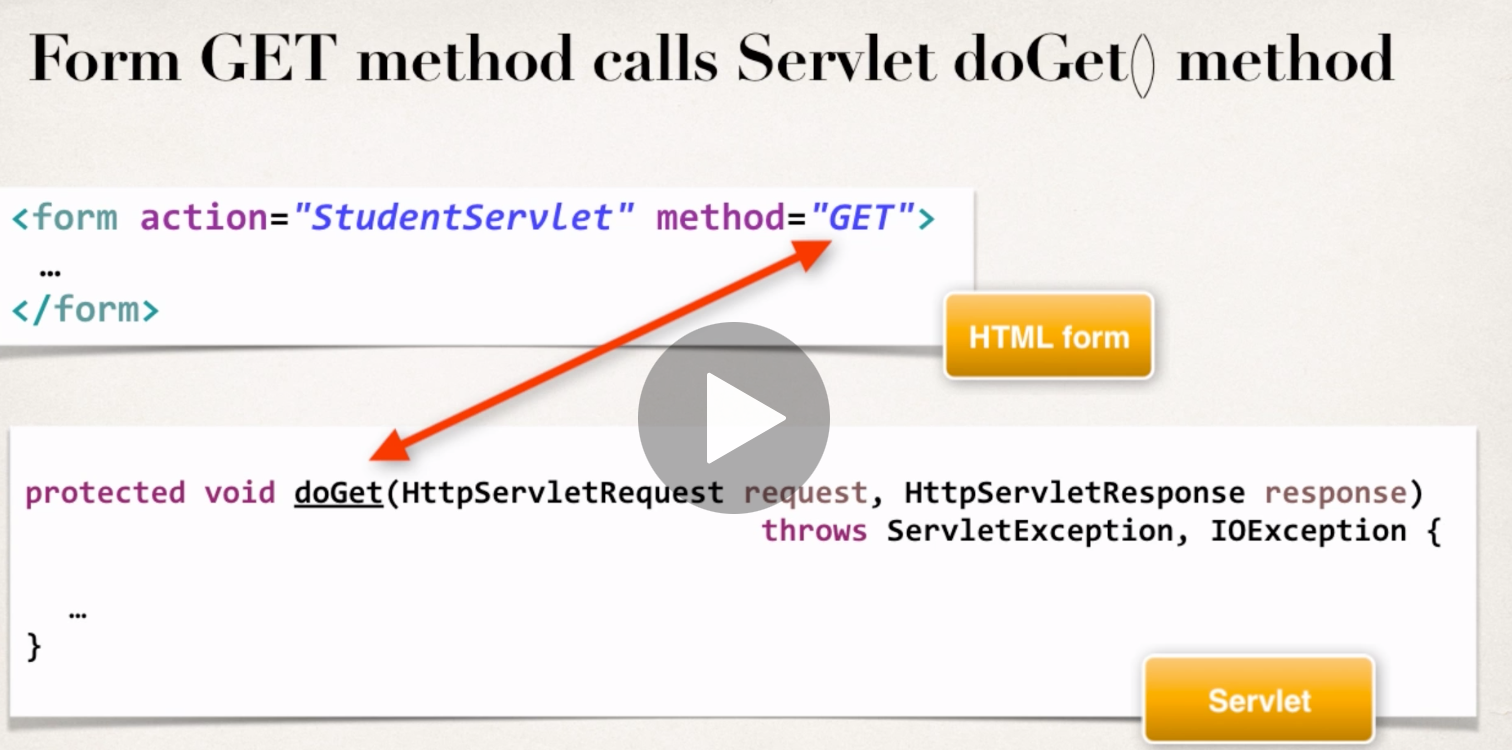 Form GET method calls Servlet doGet() method
<form action="StudentServlet" method="GET">
…
</form>
HTML form
protected void doGet(HttpServletRequest request, HttpServletResponse response)
throws ServletException, IOException {
…
}
Servlet